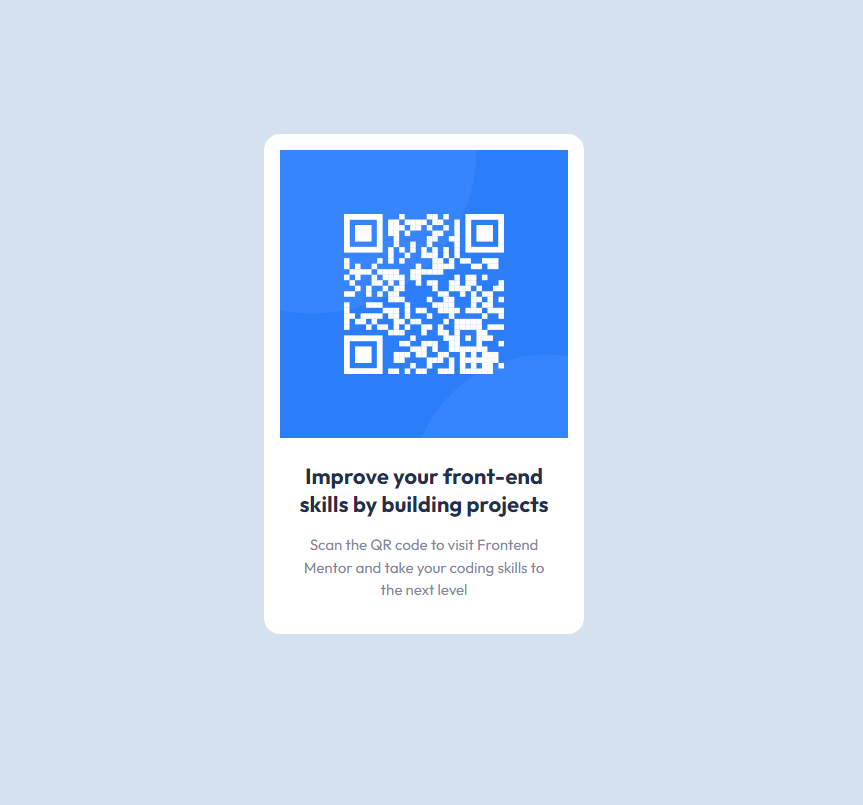 Improve your front-end
skills by building projects
Scan the QR code to visit Frontend
Mentor and take your coding skills to
the next level